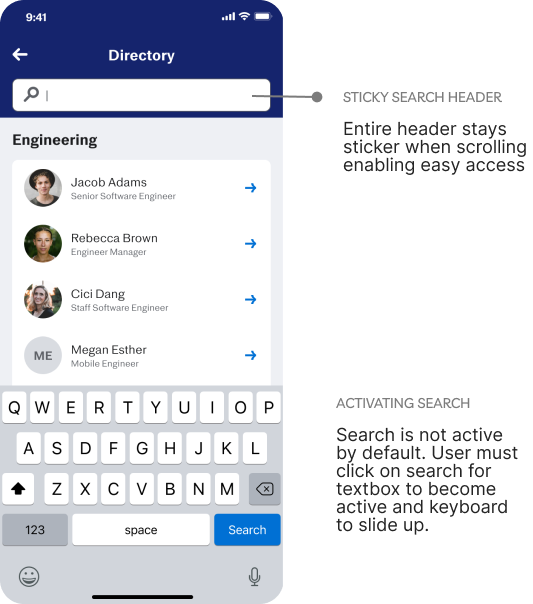 9:41
Directory
Engineering
Jacob Adams
Senior Software Engineer
Rebecca Brown
Engineer Manager
Cici Dang
Staff Software Engineer
ME
Megan Esther
Mobile Engineer
Q W E R T Y U I O P
A S D F G H J K L
Z X C V B N M
123 space Search
STICKY SEARCH HEADER
Entire header stays
sticker when scrolling
enabling easy access
ACTIVATING SEARCH
Search is not active
by default. User must
click on search for
textbox to become
active and keyboard
to slide up.